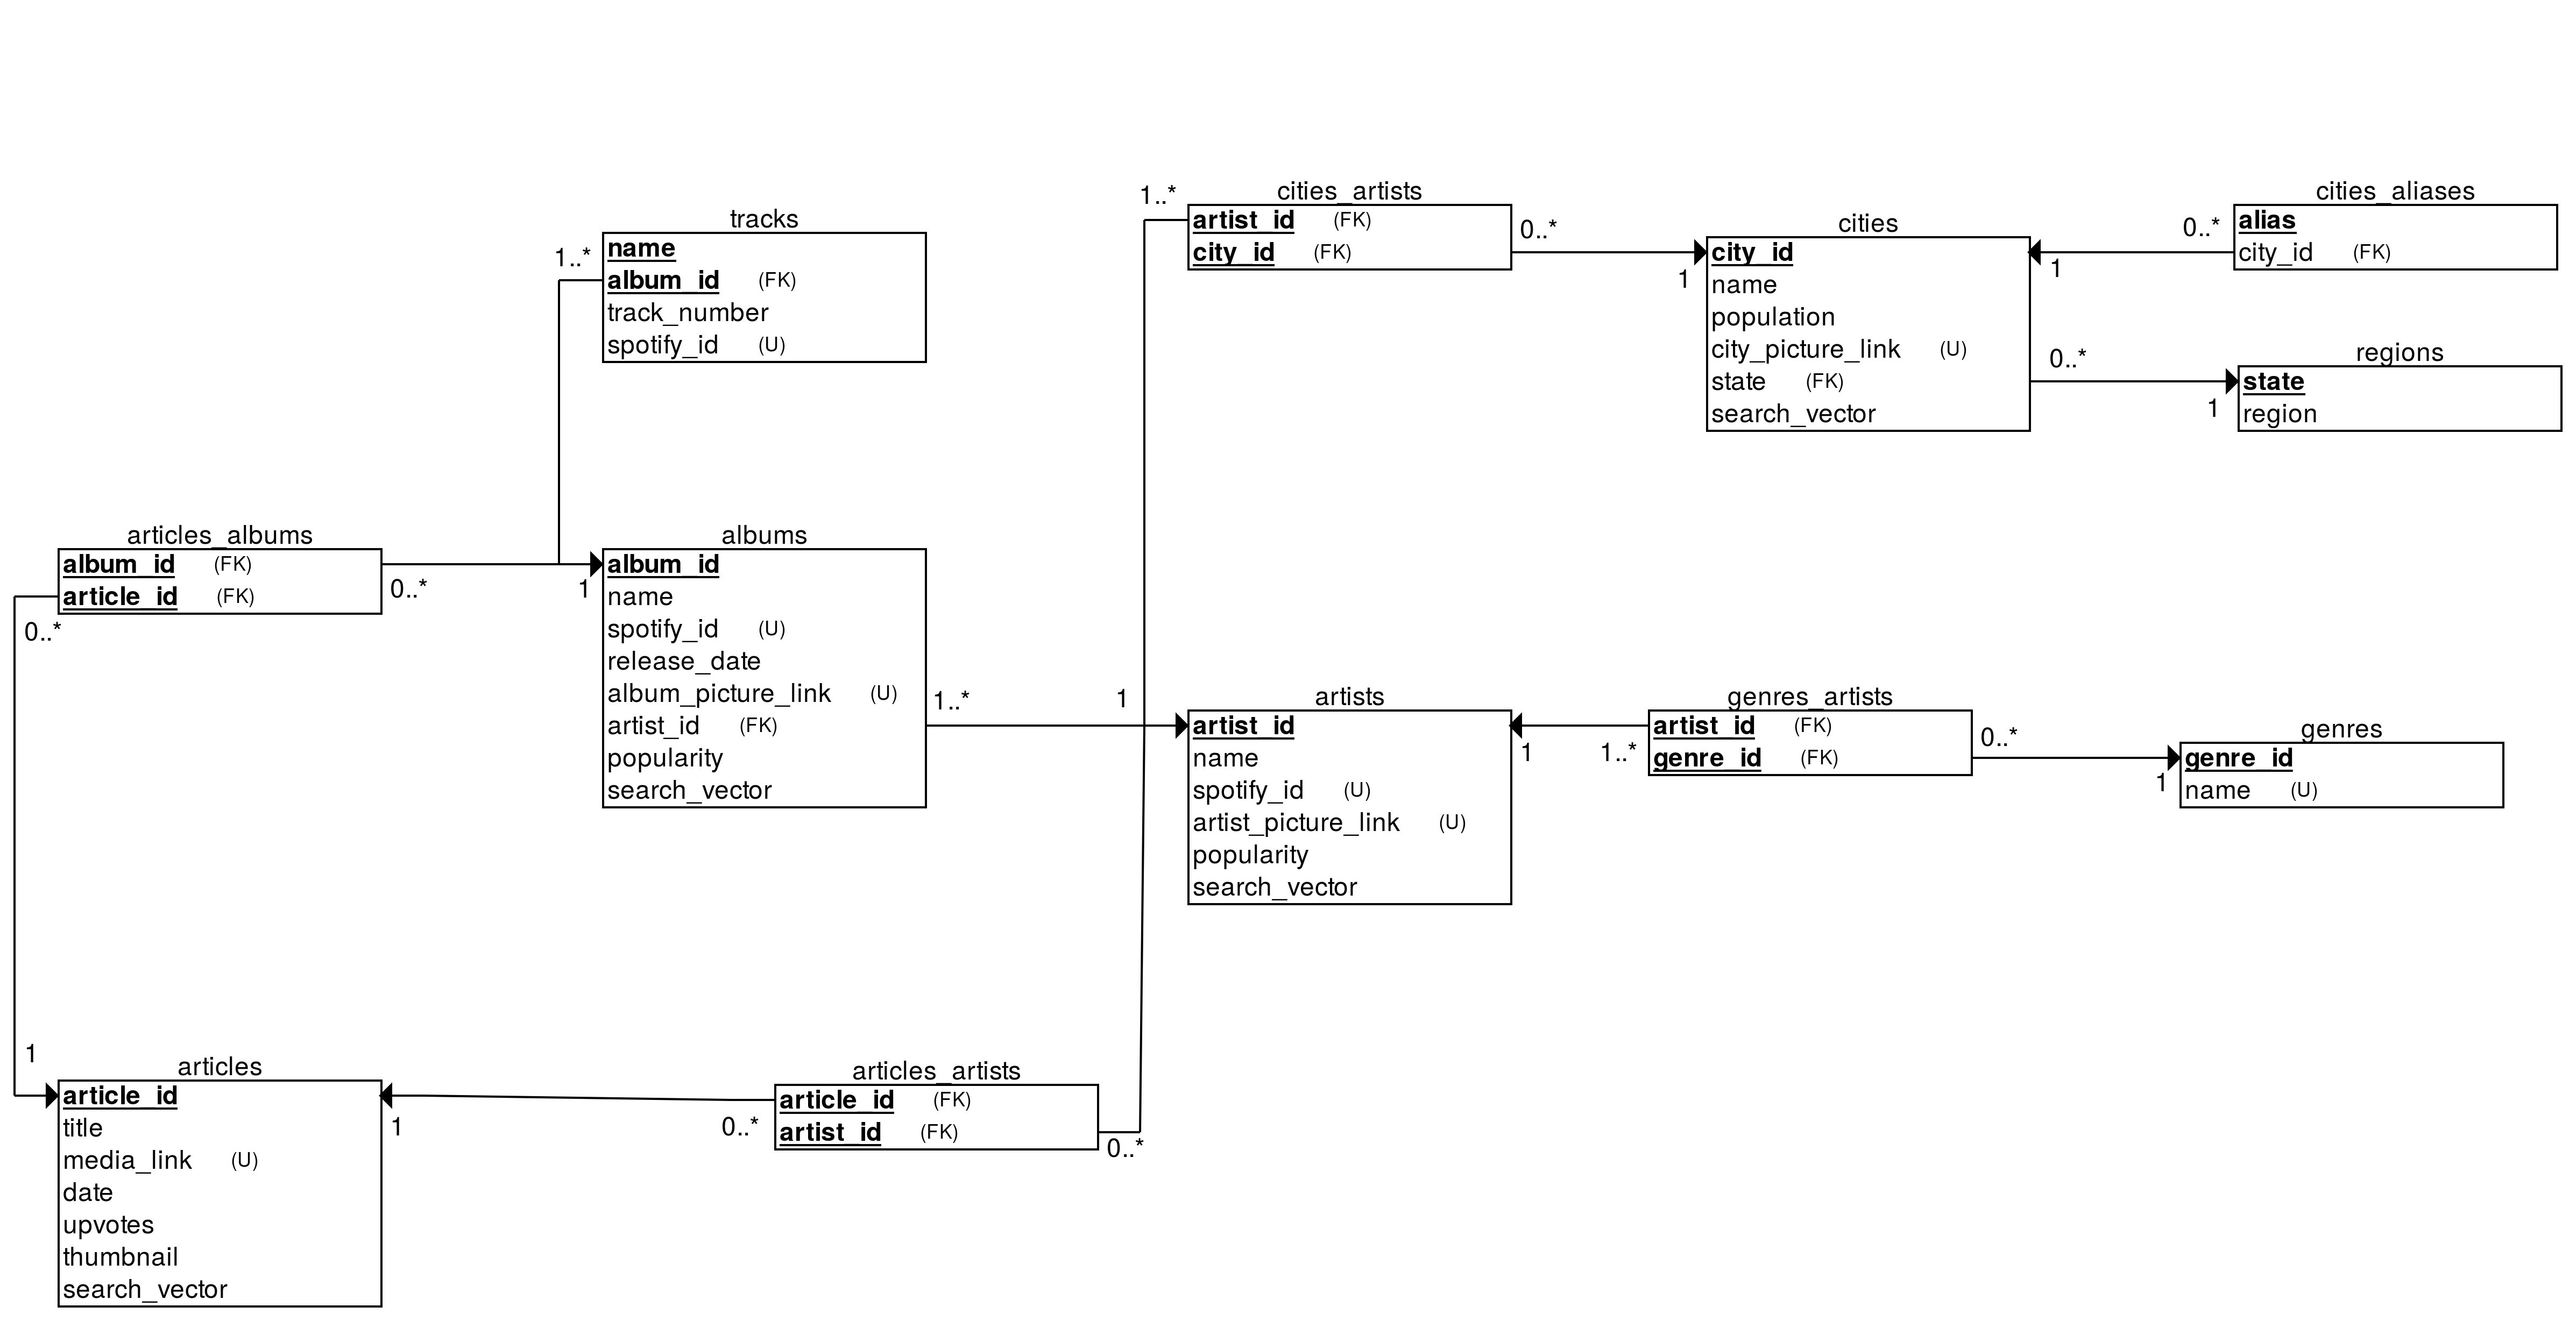 cities_artists
1..*
artist_id (FK)
city_id (FK)
0..*
cities
1
city_id
name
population
city_picture_link (U)
state (FK)
search_vector
cities_aliases
0..*
alias
city_id (FK)
1
regions
0..*
state
region
1
tracks
1..*
name
album_id (FK)
track_number
spotify_id (U)
articles_albums
album_id (FK)
article_id (FK)
0..*
0..*
albums
1
album_id
name
spotify_id (U)
release_date
album_picture_link (U)
artist_id (FK)
popularity
search_vector
1..*
1
artists
artist_id
name
spotify_id (U)
artist_picture_link (U)
popularity
search_vector
1
genres_artists
1..*
artist_id (FK)
genre_id (FK)
0..*
genres
1
genre_id
name (U)
1
articles
article_id
title
media_link (U)
date
upvotes
thumbnail
search_vector
1
articles_artists
0..*
article_id (FK)
artist_id (FK)
0..*